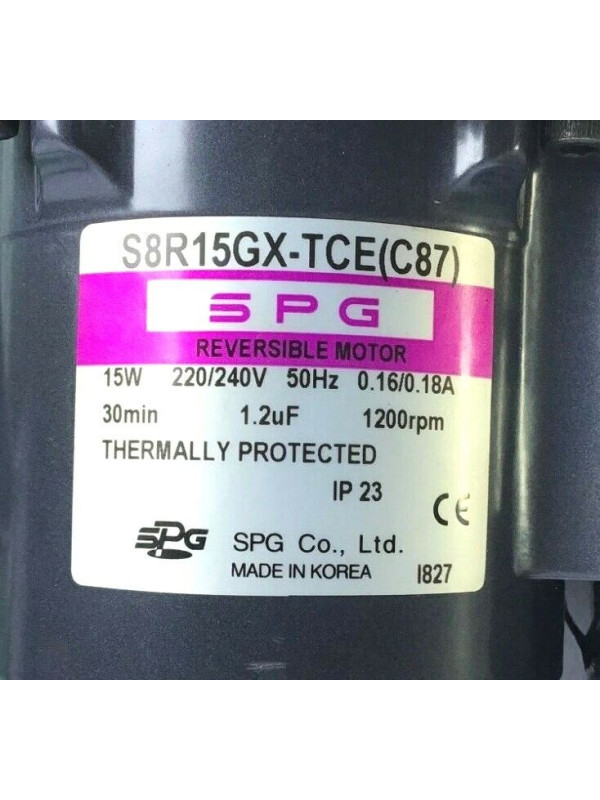 S8R15GX-TCE(C87)
SPG
REVERSIBLE MOTOR
15W 220/240V 50Hz 0.16/0.18A
30min 1.2uF 1200rpm
THERMALLY PROTECTED
IP 23
CE
SPG SPG Co., Ltd.
MADE IN KOREA I827